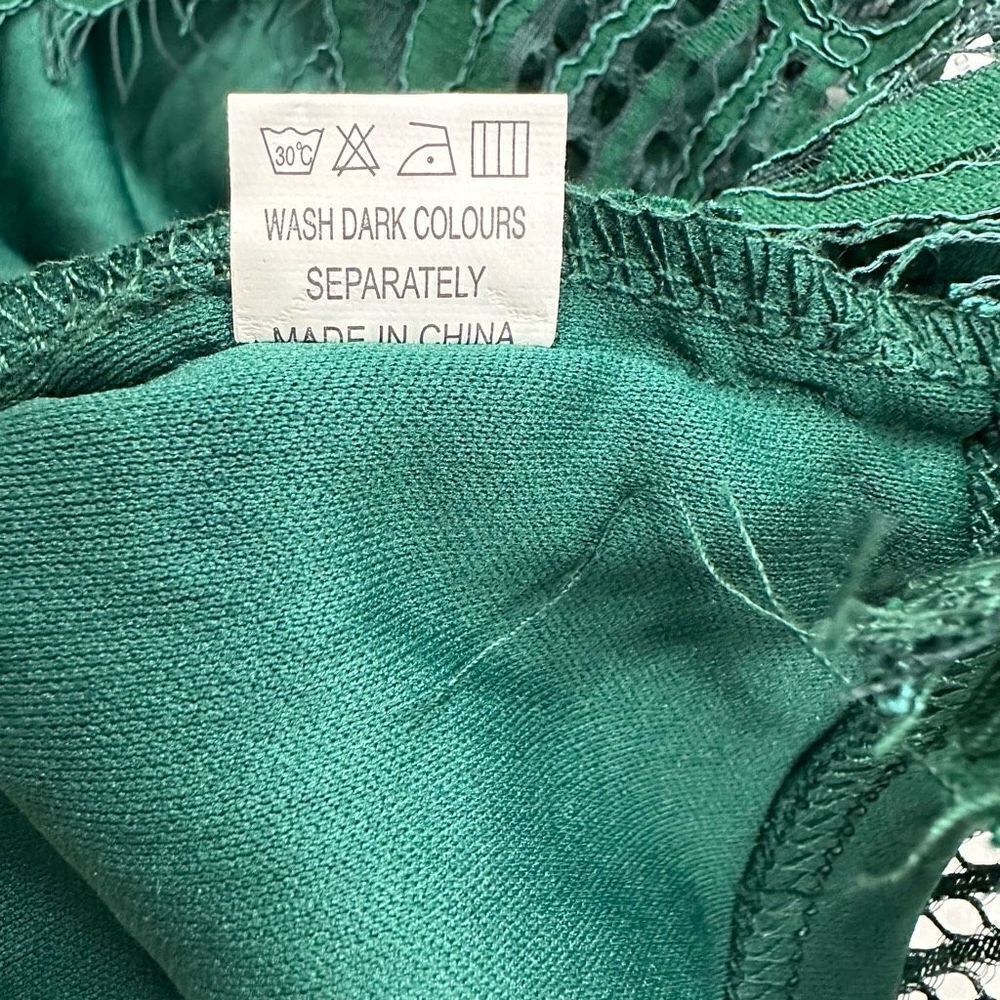 30°C
WASH DARK COLOURS
SEPARATELY
MADE IN CHINA